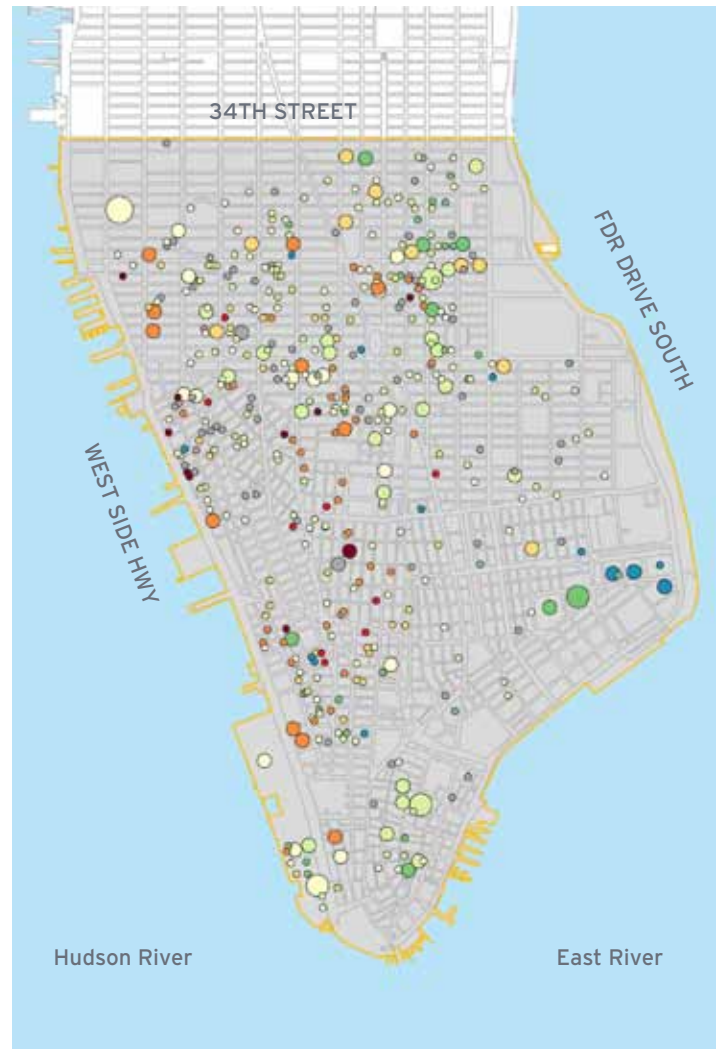 34TH STREET
FDR DRIVE SOUTH
WEST SIDE HWY
Hudson River
East River